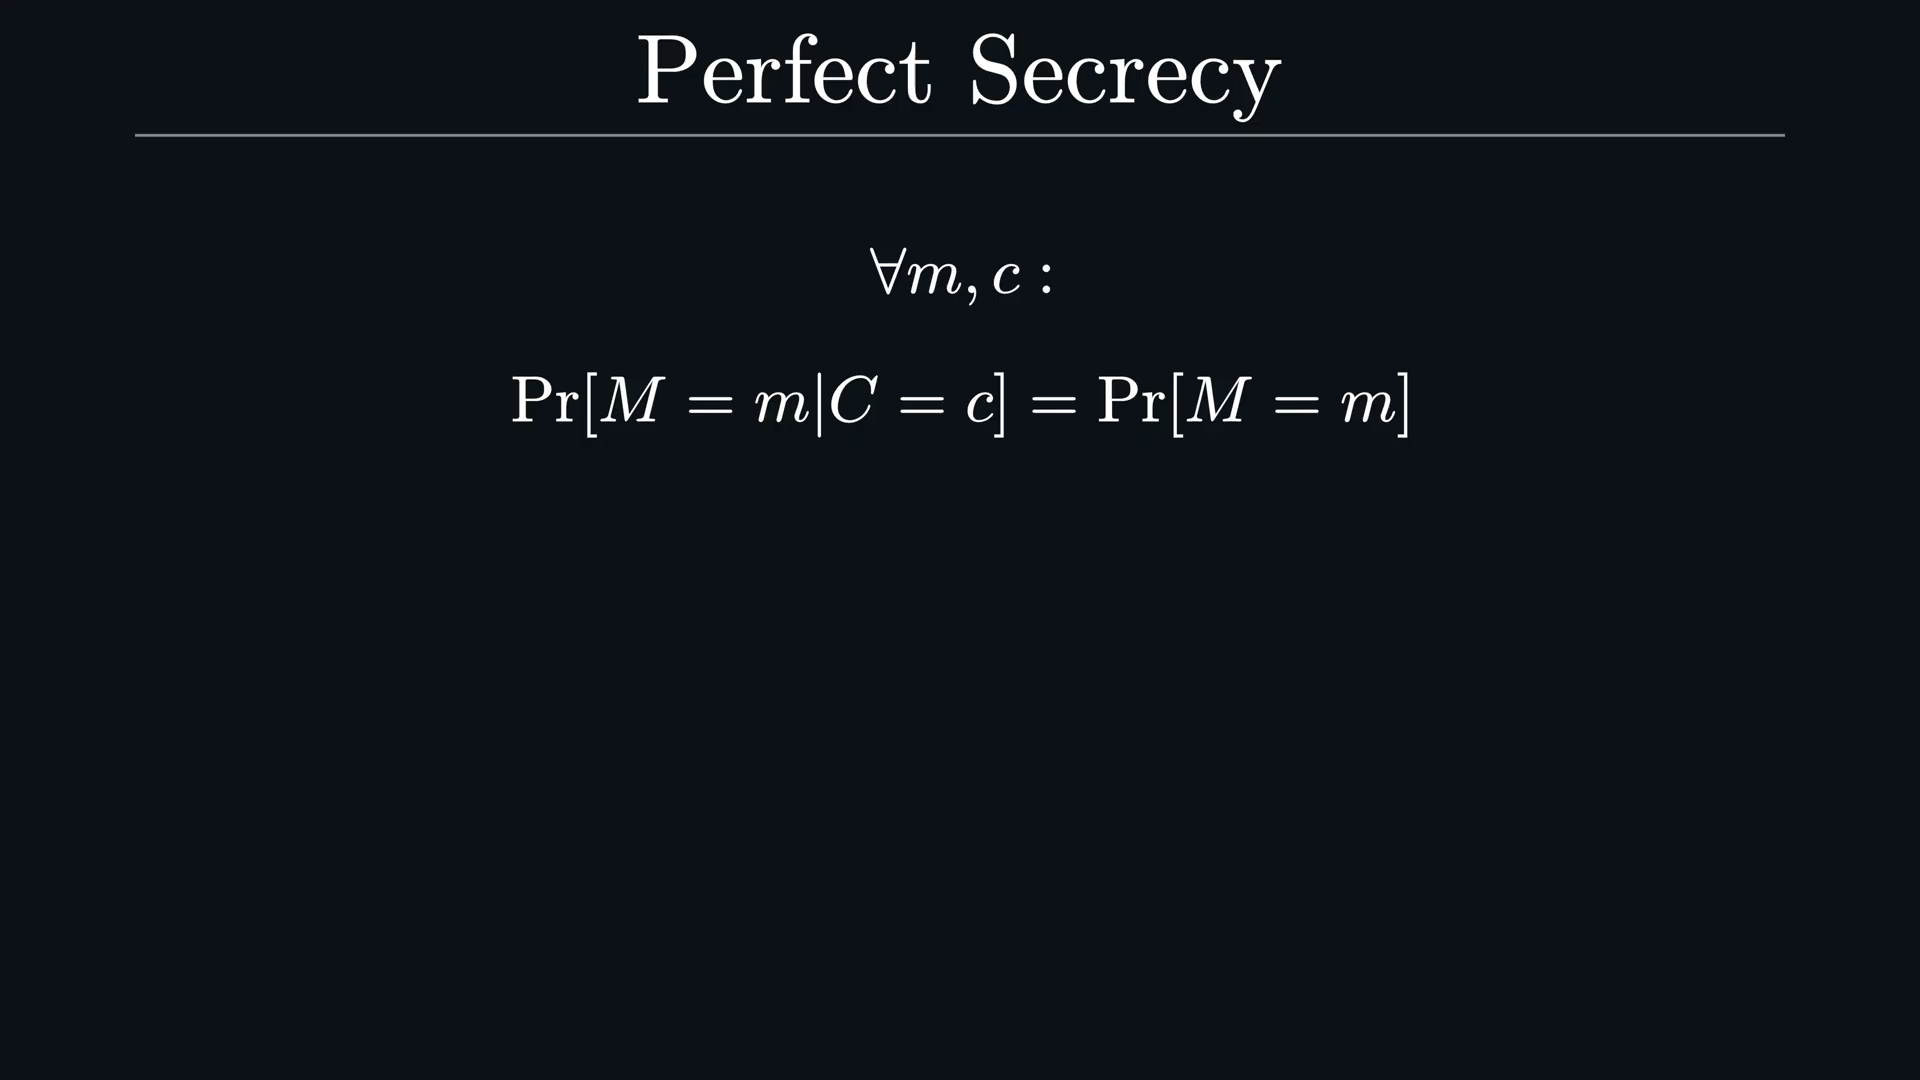 Perfect Secrecy
∀m, c :
Pr[M = m|C = c] = Pr[M = m]